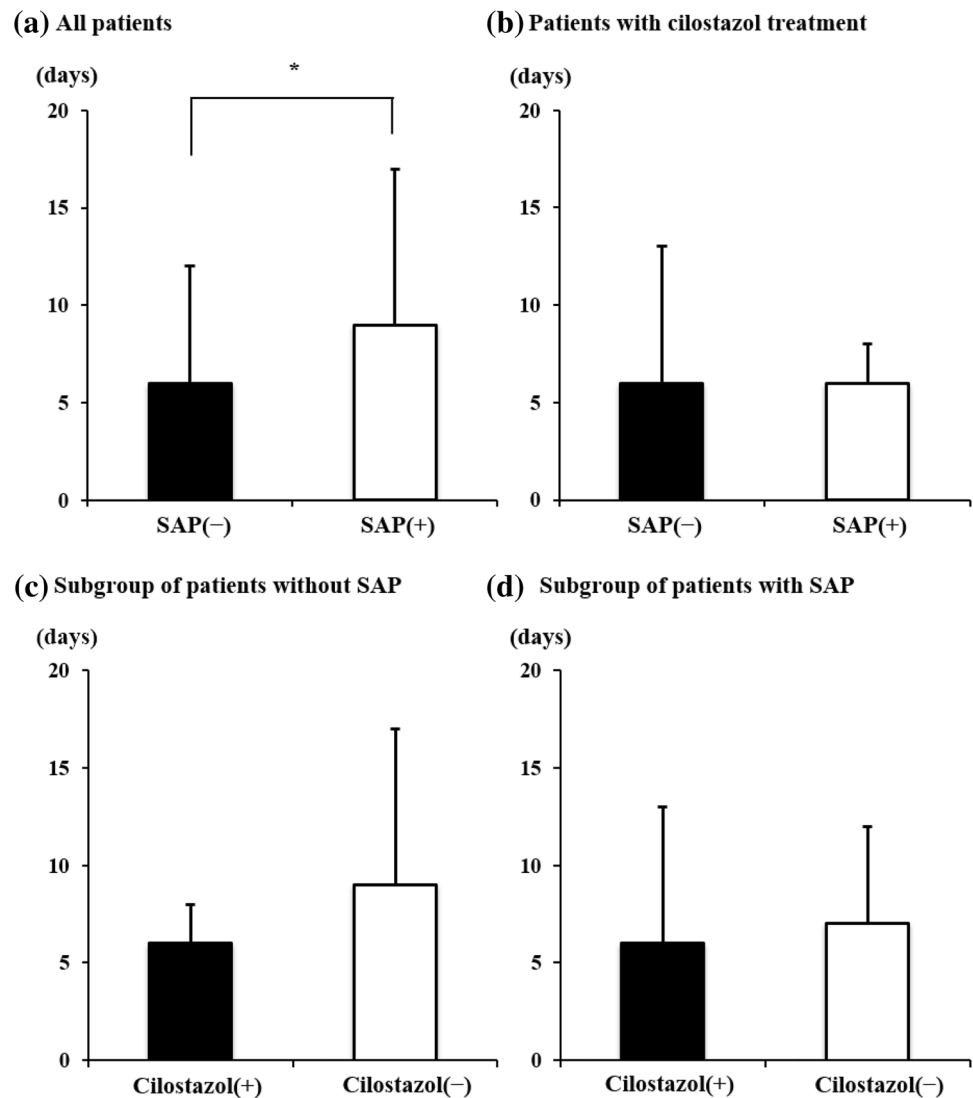 (a) All patients
(days)
*
20
15
10
5
0
SAP(−) SAP(+)
(b) Patients with cilostazol treatment
(days)
20
15
10
5
0
SAP(−) SAP(+)
(c) Subgroup of patients without SAP
(days)
20
15
10
5
0
Cilostazol(+) Cilostazol(−)
(d) Subgroup of patients with SAP
(days)
20
15
10
5
0
Cilostazol(+) Cilostazol(−)